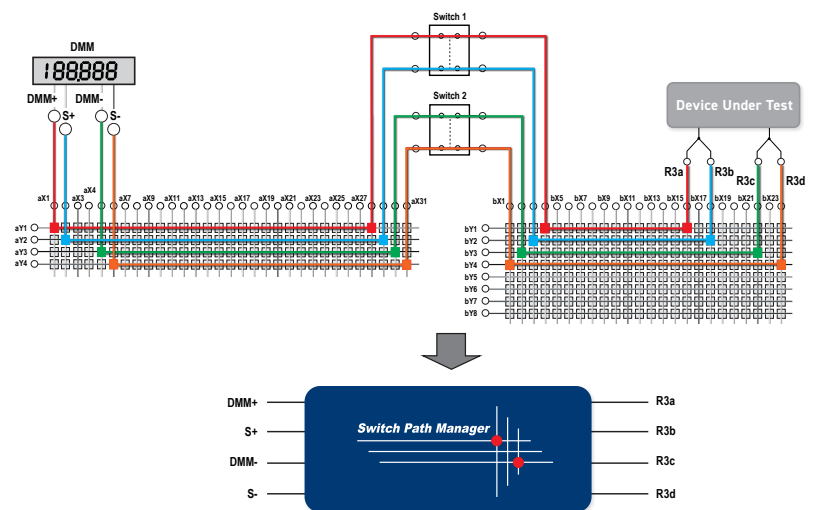 Switch 1
DMM
188.888
DMM+
DMM-
S+
S-
Switch 2
Device Under Test
R3a
R3b
R3c
R3d
aX1
aX3
aX4
aX7
aX9
aX11
aX13
aX15
aX17
aX19
aX21
aX23
aX25
aX27
aX31
bX1
bX5
bX7
bX9
bX11
bX13
bX15
bX17
bX19
bX21
bX23
aY1
aY2
aY3
aY4
bY1
bY2
bY3
bY4
bY5
bY6
bY7
bY8
DMM+
S+
DMM-
S-
Switch Path Manager
R3a
R3b
R3c
R3d